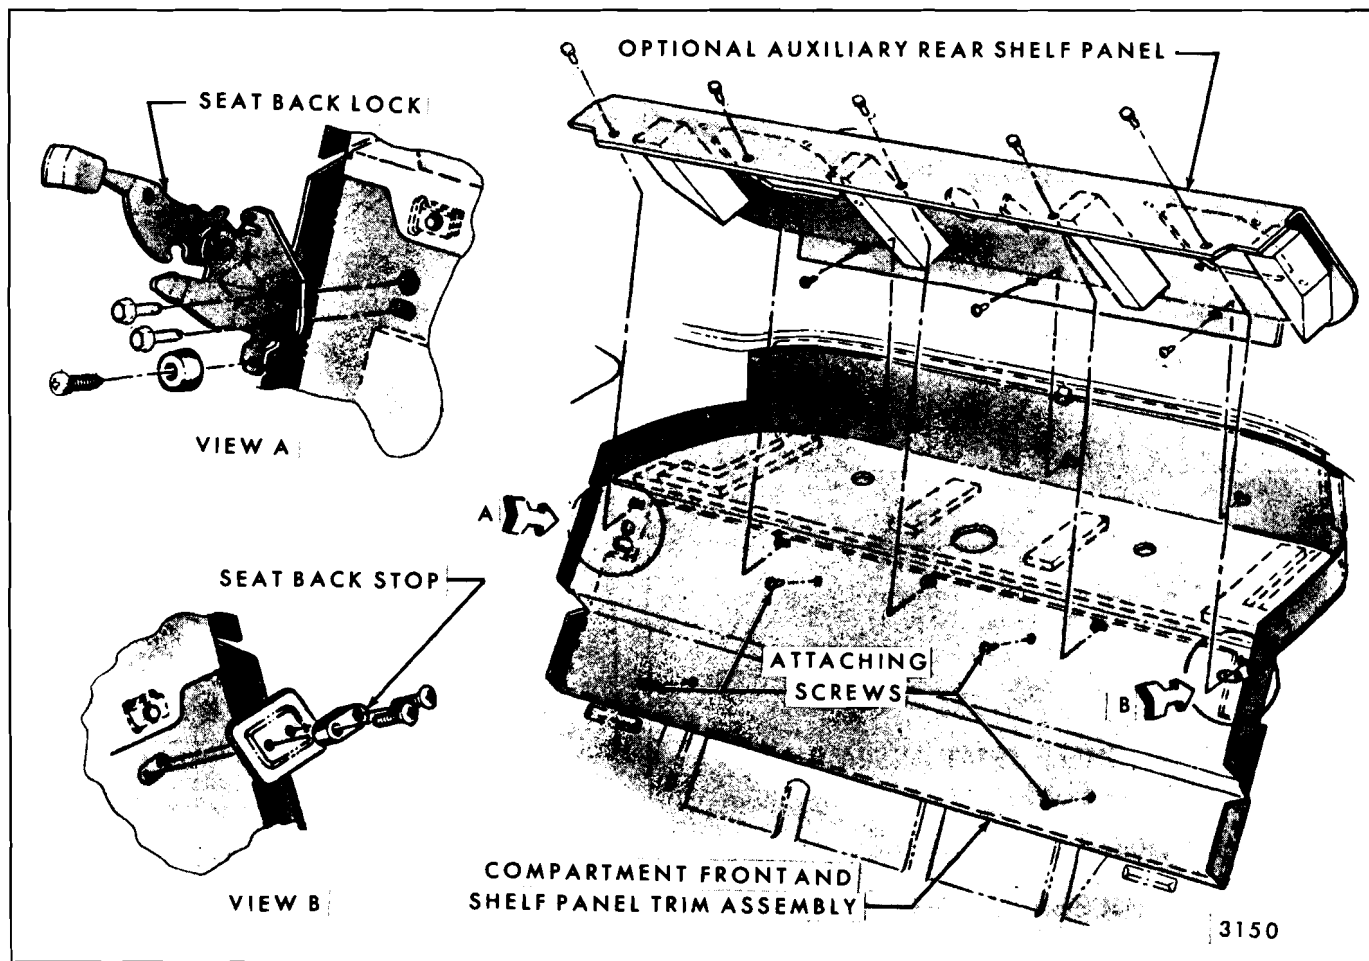 OPTIONAL AUXILIARY REAR SHELF PANEL
SEAT BACK LOCK
VIEW A
A
SEAT BACK STOP
ATTACHING
SCREWS
B
COMPARTMENT FRONT AND
SHELF PANEL TRIM ASSEMBLY
VIEW B
3150